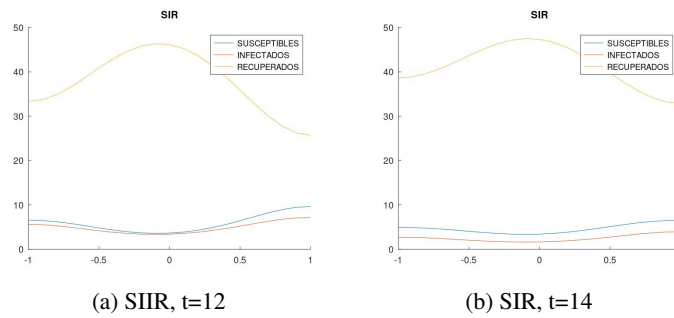 SIR
50
40
30
20
10
0
-1 -0.5 0 0.5 1
SUSCEPTIBLES
INFECTADOS
RECUPERADOS
(a) SIIR, t=12
SIR
50
40
30
20
10
0
-1 -0.5 0 0.5
SUSCEPTIBLES
INFECTADOS
RECUPERADOS
(b) SIR, t=14